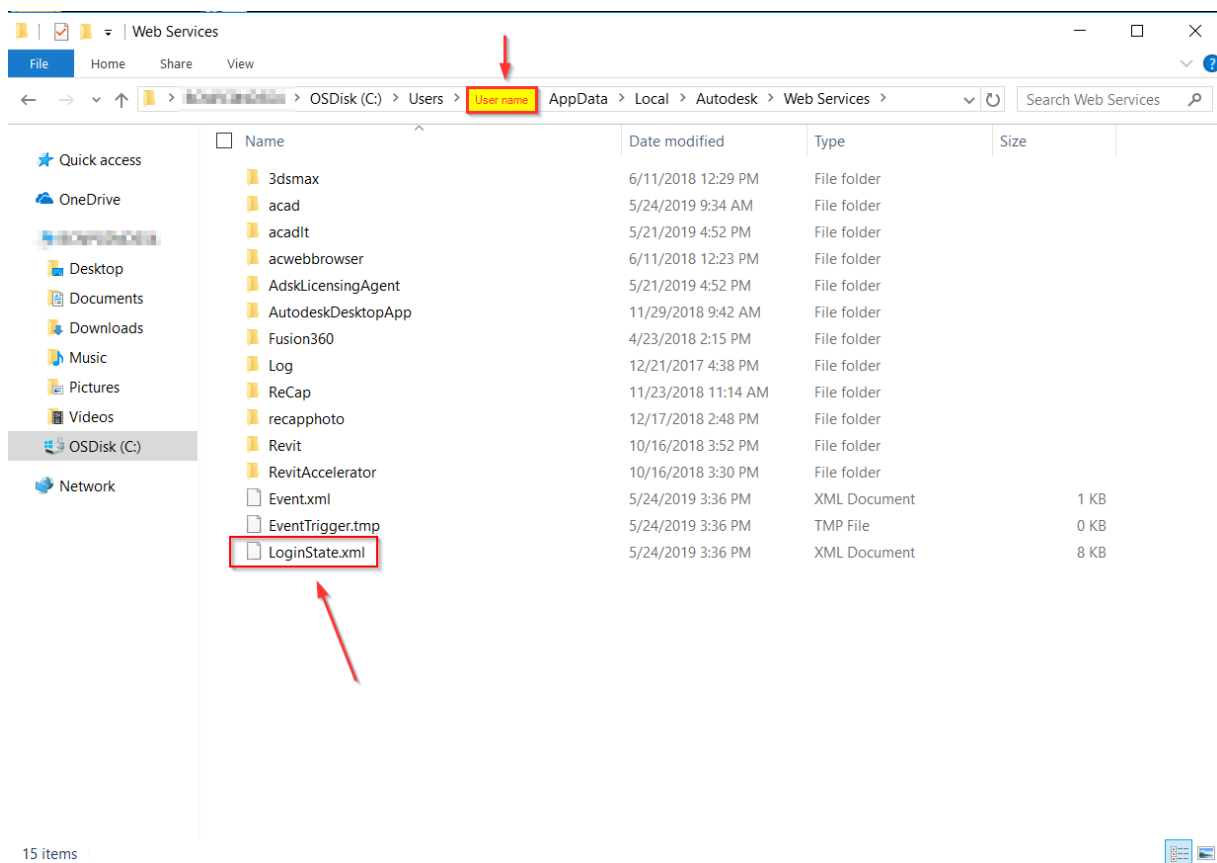 Web Services
File Home Share View
OSDisk (C:) Users User name AppData Local Autodesk Web Services Search Web Services
Name Date modified Type Size
Quick access
OneDrive
Desktop
Documents
Downloads
Music
Pictures
Videos
OSDisk (C:)
Network
3dsmax 6/11/2018 12:29 PM File folder
acad 5/24/2019 9:34 AM File folder
acadlt 5/21/2019 4:52 PM File folder
acwebbrowser 6/11/2018 12:23 PM File folder
AdskLicensingAgent 5/21/2019 4:52 PM File folder
AutodeskDesktopApp 11/29/2018 9:42 AM File folder
Fusion360 4/23/2018 2:15 PM File folder
Log 12/21/2017 4:38 PM File folder
ReCap 11/23/2018 11:14 AM File folder
recapphoto 12/17/2018 2:48 PM File folder
Revit 10/16/2018 3:52 PM File folder
RevitAccelerator 10/16/2018 3:30 PM File folder
Event.xml 5/24/2019 3:36 PM XML Document 1 KB
EventTrigger.tmp 5/24/2019 3:36 PM TMP File 0 KB
LoginState.xml 5/24/2019 3:36 PM XML Document 8 KB
15 items